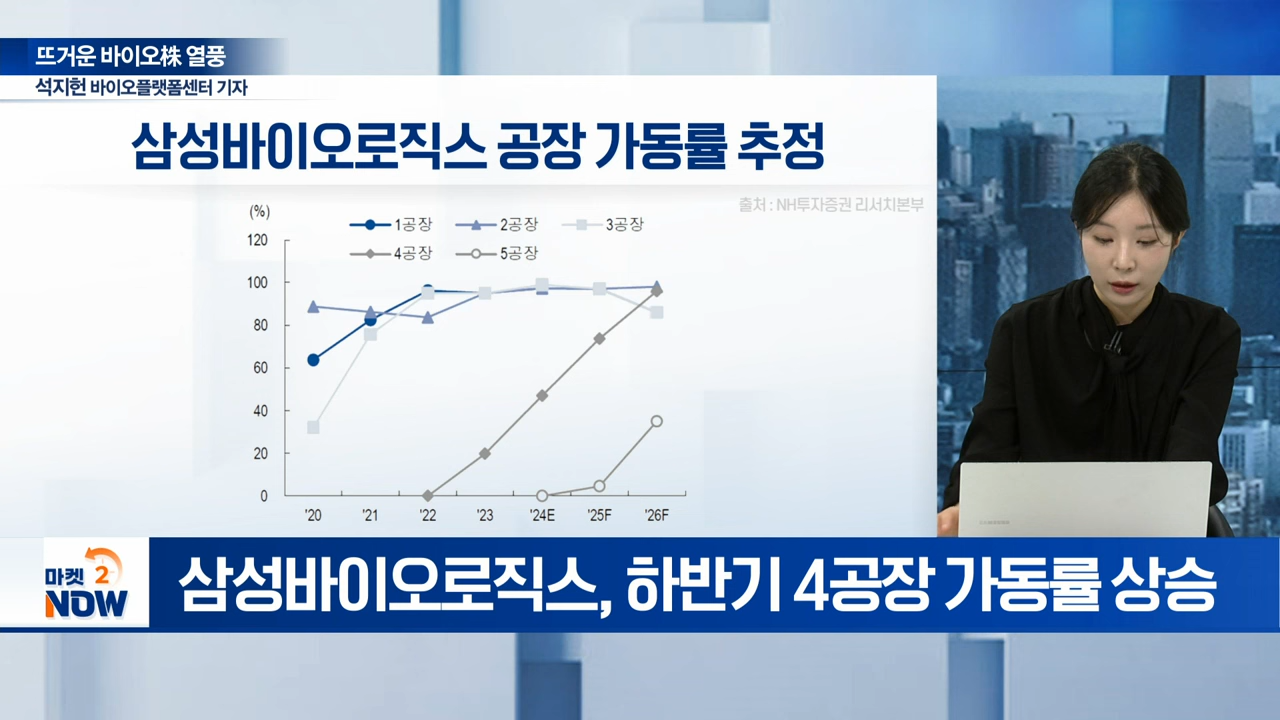 뜨거운 바이오株 열풍
석지헌 바이오플랫폼센터 기자
삼성바이오로직스 공장 가동률 추정
출처 : NH투자증권 리서치본부
(%)
1공장 2공장 3공장
4공장 5공장
120
100
80
60
40
20
0
'20 '21 '22 '23 '24E '25F '26F
SAMSUNG
마켓 2
NOW
삼성바이오로직스, 하반기 4공장 가동률 상승